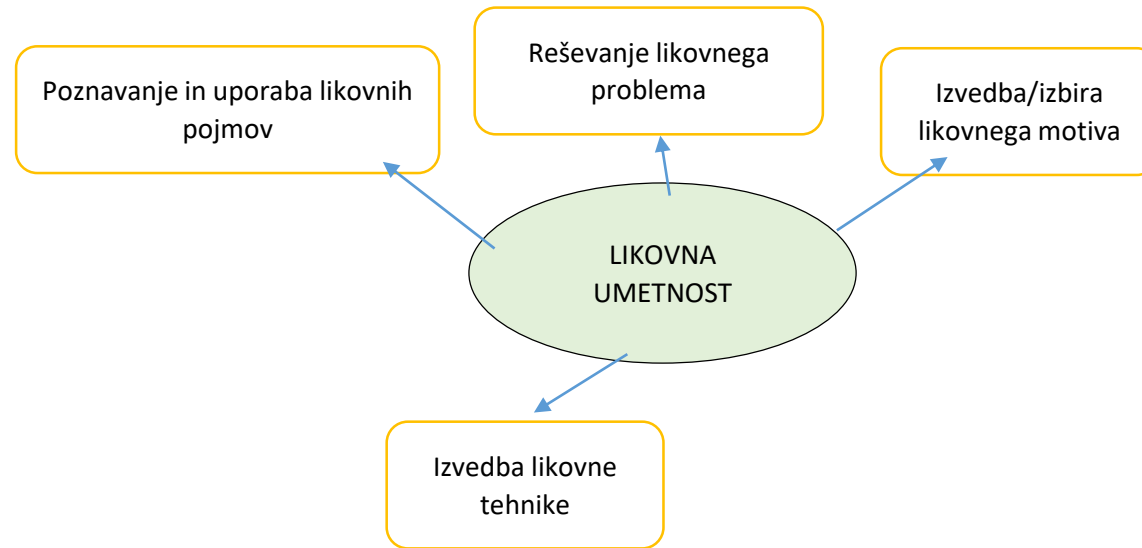 Poznavanje in uporaba likovnih
pojmov
Reševanje likovnega
problema
Izvedba/izbira
likovnega motiva
LIKOVNA
UMETNOST
Izvedba likovne
tehnike